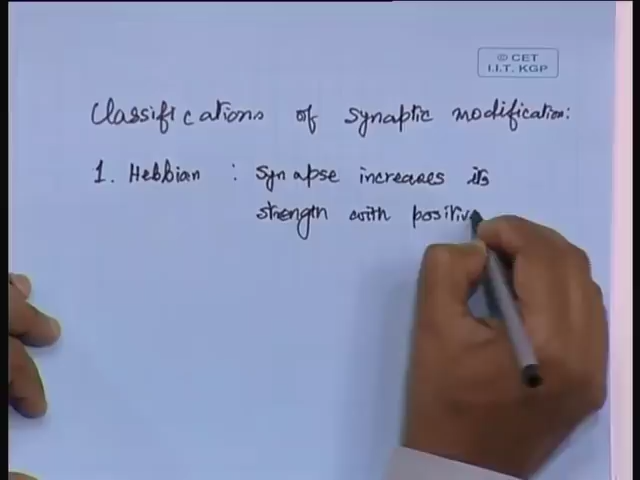 © CET
I.I.T. KGP
Classifications of synaptic modification:
1. Hebbian : Synapse increases its
strength with positiv